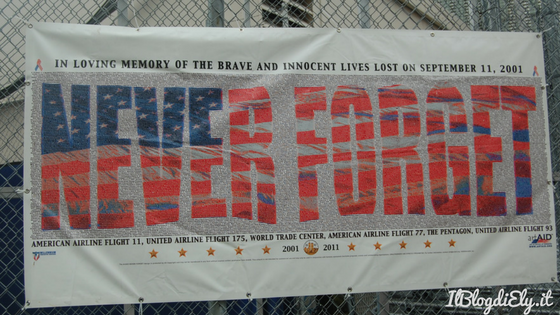 IN LOVING MEMORY OF THE BRAVE AND INNOCENT LIVES LOST ON SEPTEMBER 11, 2001
NEVER FORGET
AMERICAN AIRLINE FLIGHT 11, UNITED AIRLINE FLIGHT 175, WORLD TRADE CENTER, AMERICAN AIRLINE FLIGHT 77, THE PENTAGON, UNITED AIRLINE FLIGHT 93
2001 2011
AID
IlBlogdiEly.it